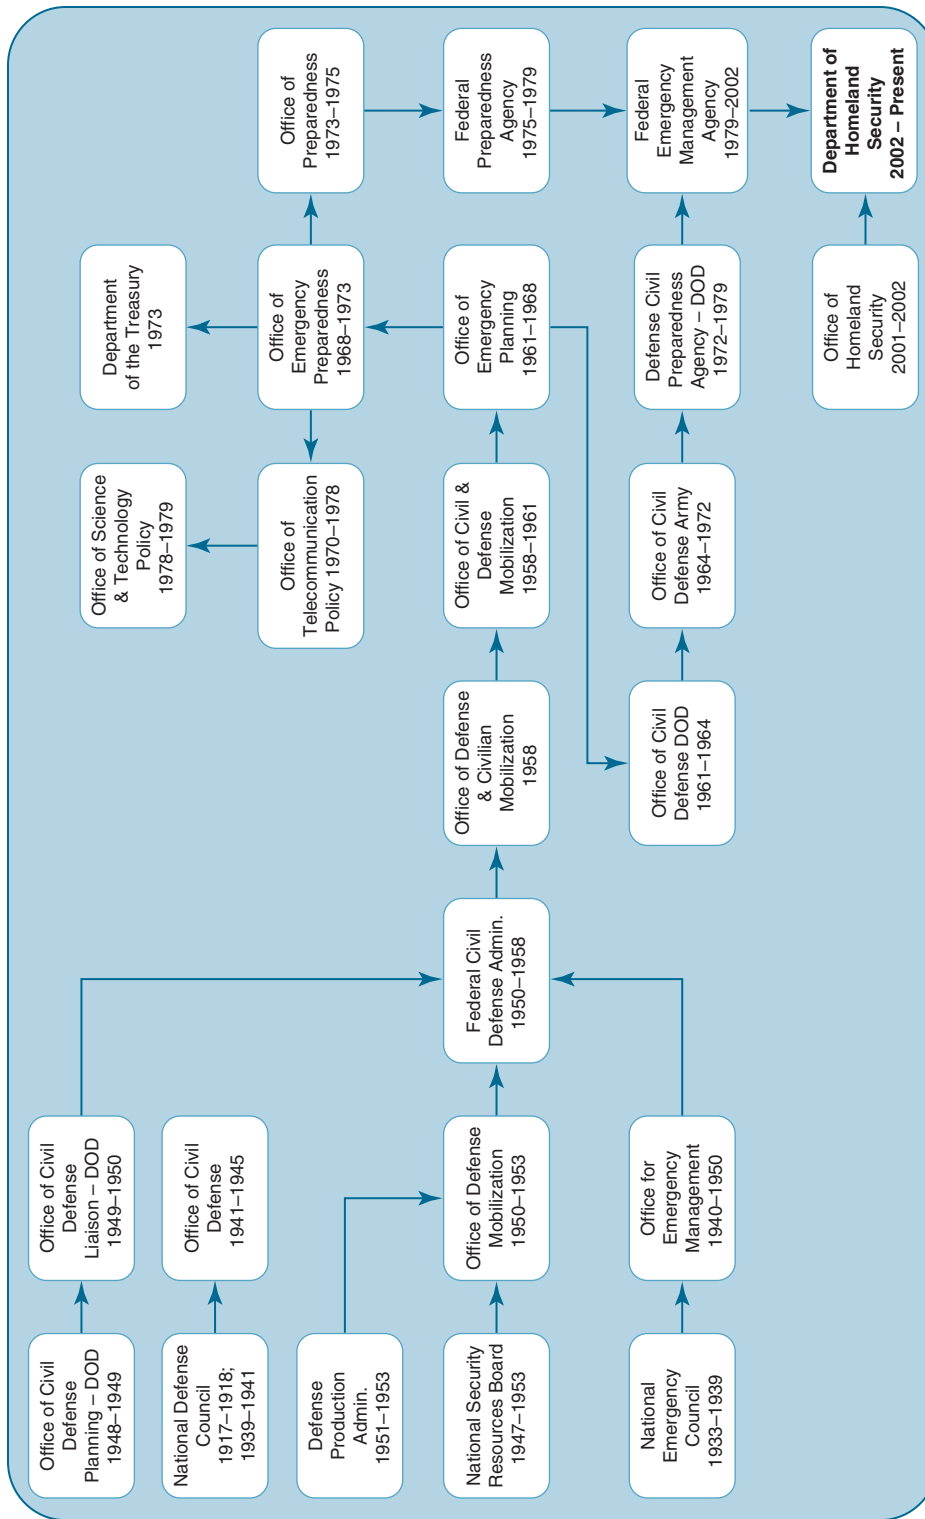 Office of Civil
Defense
Planning – DOD
1948–1949
Office of Civil
Defense
Liaison – DOD
1949–1950
National Defense
Council
1917–1918;
1939–1941
Office of Civil
Defense
1941–1945
Defense
Production
Admin.
1951–1953
National Security
Resources Board
1947–1953
Office of Defense
Mobilization
1950–1953
National
Emergency
Council
1933–1939
Office for
Emergency
Management
1940–1950
Federal Civil
Defense Admin.
1950–1958
Office of Defense
& Civilian
Mobilization
1958
Office of Civil &
Defense
Mobilization
1958–1961
Office of
Emergency
Planning
1961–1968
Office of Civil
Defense DOD
1961–1964
Office of Civil
Defense Army
1964–1972
Defense Civil
Preparedness
Agency – DOD
1972–1979
Office of Science
& Technology
Policy
1978–1979
Department
of the Treasury
1973
Office of
Telecommunication
Policy 1970–1978
Office of
Emergency
Preparedness
1968–1973
Office of
Preparedness
1973–1975
Federal
Preparedness
Agency
1975–1979
Federal
Emergency
Management
Agency
1979–2002
Office of
Homeland
Security
2001–2002
Department of
Homeland
Security
2002 – Present